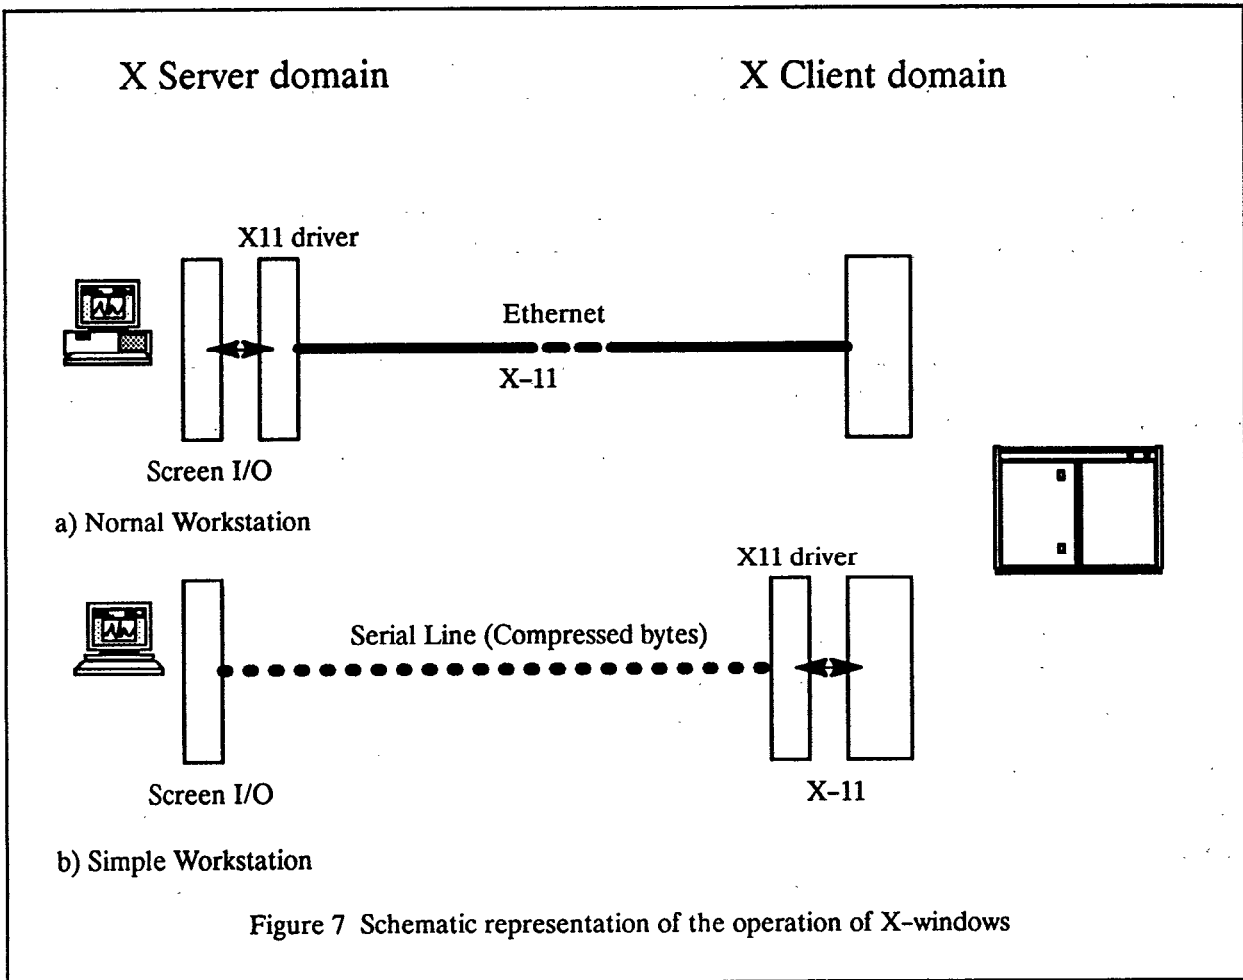 X Server domain
X Client domain
X11 driver
Ethernet
X-11
Screen I/O
a) Nornal Workstation
X11 driver
Serial Line (Compressed bytes)
X-11
Screen I/O
b) Simple Workstation
Figure 7 Schematic representation of the operation of X-windows